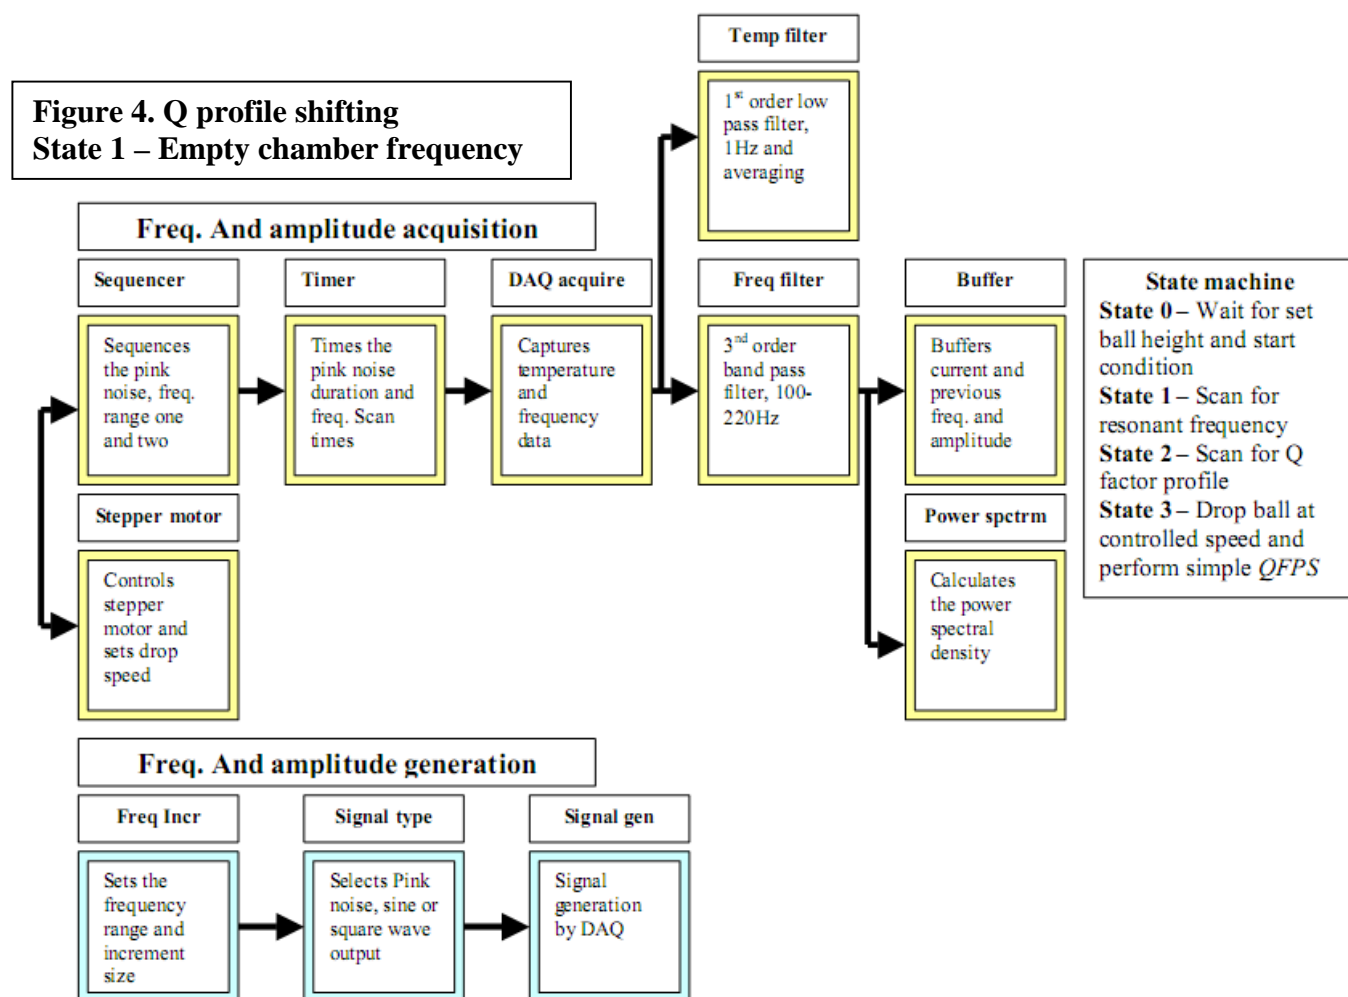 Figure 4. Q profile shifting
State 1 – Empty chamber frequency
Temp filter
1st order low
pass filter,
1Hz and
averaging
Freq. And amplitude acquisition
Sequencer
Sequences
the pink
noise, freq.
range one
and two
Timer
Times the
pink noise
duration and
freq. Scan
times
DAQ acquire
Captures
temperature
and
frequency
data
Freq filter
3nd order
band pass
filter, 100-
220Hz
Buffer
Buffers
current and
previous
freq. and
amplitude
State machine
State 0 – Wait for set
ball height and start
condition
State 1 – Scan for
resonant frequency
State 2 – Scan for Q
factor profile
State 3 – Drop ball at
controlled speed and
perform simple QFPS
Stepper motor
Controls
stepper
motor and
sets drop
speed
Power spctrm
Calculates
the power
spectral
density
Freq. And amplitude generation
Freq Incr
Sets the
frequency
range and
increment
size
Signal type
Selects Pink
noise, sine or
square wave
output
Signal gen
Signal
generation
by DAQ